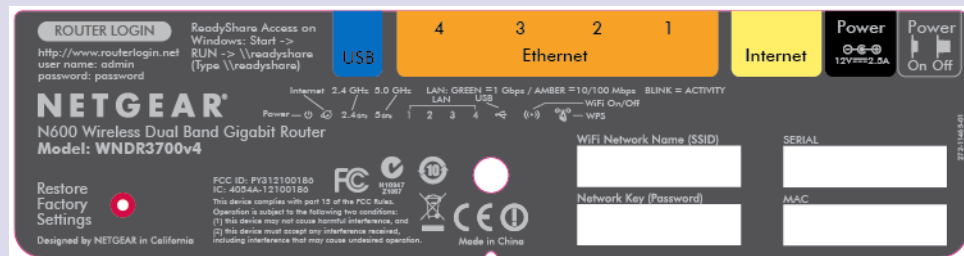 ROUTER LOGIN
http://www.routerlogin.net
user name: admin
password: password
ReadyShare Access on
Windows: Start ->
RUN -> \\readyshare
(Type \\readyshare)
USB
4 3 2 1
Ethernet
Internet
Power
12V 2.5A
Power
On Off
NETGEAR®
N600 Wireless Dual Band Gigabit Router
Model: WNDR3700v4
Internet 2.4 GHz 5.0 GHz LAN: GREEN =1 Gbps / AMBER =10/100 Mbps BLINK = ACTIVITY
LAN USB WiFi On/Off
Power 2.4GHz 5GHz 1 2 3 4 WPS
WiFi Network Name (SSID)
SERIAL
Network Key (Password)
MAC
272-11465-01
Restore
Factory
Settings
Designed by NETGEAR in California
FCC ID: PY312100186
IC: 4054A-12100186
This device complies with part 15 of the FCC Rules.
Operation is subject to the following two conditions:
(1) this device may not cause harmful interference, and
(2) this device must accept any interference received,
including interference that may cause undesired operation.
FC
N10947
Z1087
10
CE
Made in China